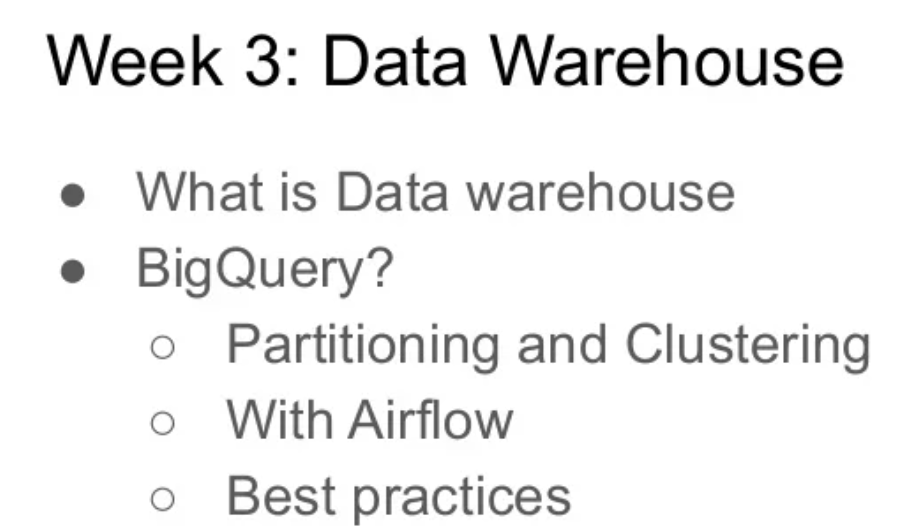 Week 3: Data Warehouse
● What is Data warehouse
● BigQuery?
○ Partitioning and Clustering
○ With Airflow
○ Best practices